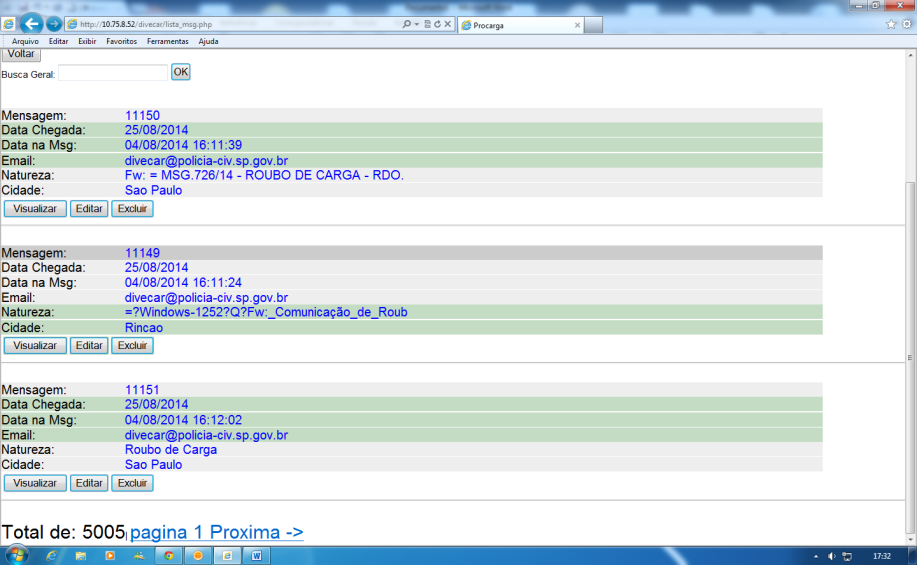 http://10.75.8.52/divecar/lista_msg.php
Procarga
Arquivo Editar Exibir Favoritos Ferramentas Ajuda
Voltar
Busca Geral: OK
Mensagem: 11150
Data Chegada: 25/08/2014
Data na Msg: 04/08/2014 16:11:39
Email: divecar@policia-civ.sp.gov.br
Natureza: Fw: = MSG.726/14 - ROUBO DE CARGA - RDO.
Cidade: Sao Paulo
Visualizar Editar Excluir
Mensagem: 11149
Data Chegada: 25/08/2014
Data na Msg: 04/08/2014 16:11:24
Email: divecar@policia-civ.sp.gov.br
Natureza: =?Windows-1252?Q?Fw:_Comunicação_de_Roub
Cidade: Rincao
Visualizar Editar Excluir
Mensagem: 11151
Data Chegada: 25/08/2014
Data na Msg: 04/08/2014 16:12:02
Email: divecar@policia-civ.sp.gov.br
Natureza: Roubo de Carga
Cidade: Sao Paulo
Visualizar Editar Excluir
Total de: 5005 pagina 1 Proxima ->
17:32